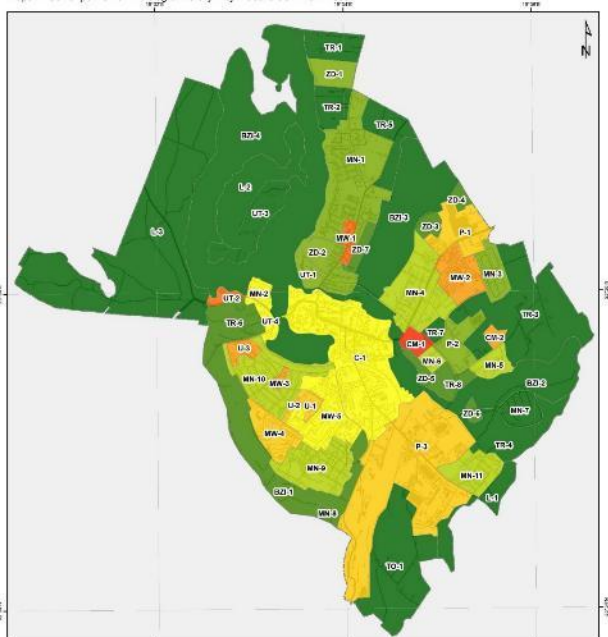 TR-1
ZD-1
TR-2
TR-5
BZI-4
MN-1
L-2
UT-3
ZD-4
BZI-3
ZD-3
P-1
L-3
MW-1
ZD-7
ZD-2
MN-3
UT-1
MW-2
MN-4
MN-2
UT-2
TR-3
TR-6
UT-4
TR-7
CM-2
CM-1
P-2
U-3
C-1
MN-6
MN-5
MN-10
MW-3
ZD-5
TR-8
BZI-2
U-2
U-1
MN-7
MW-5
ZD-6
MW-4
P-3
TR-4
MN-9
MN-11
BZI-1
L-1
MN-8
TO-1